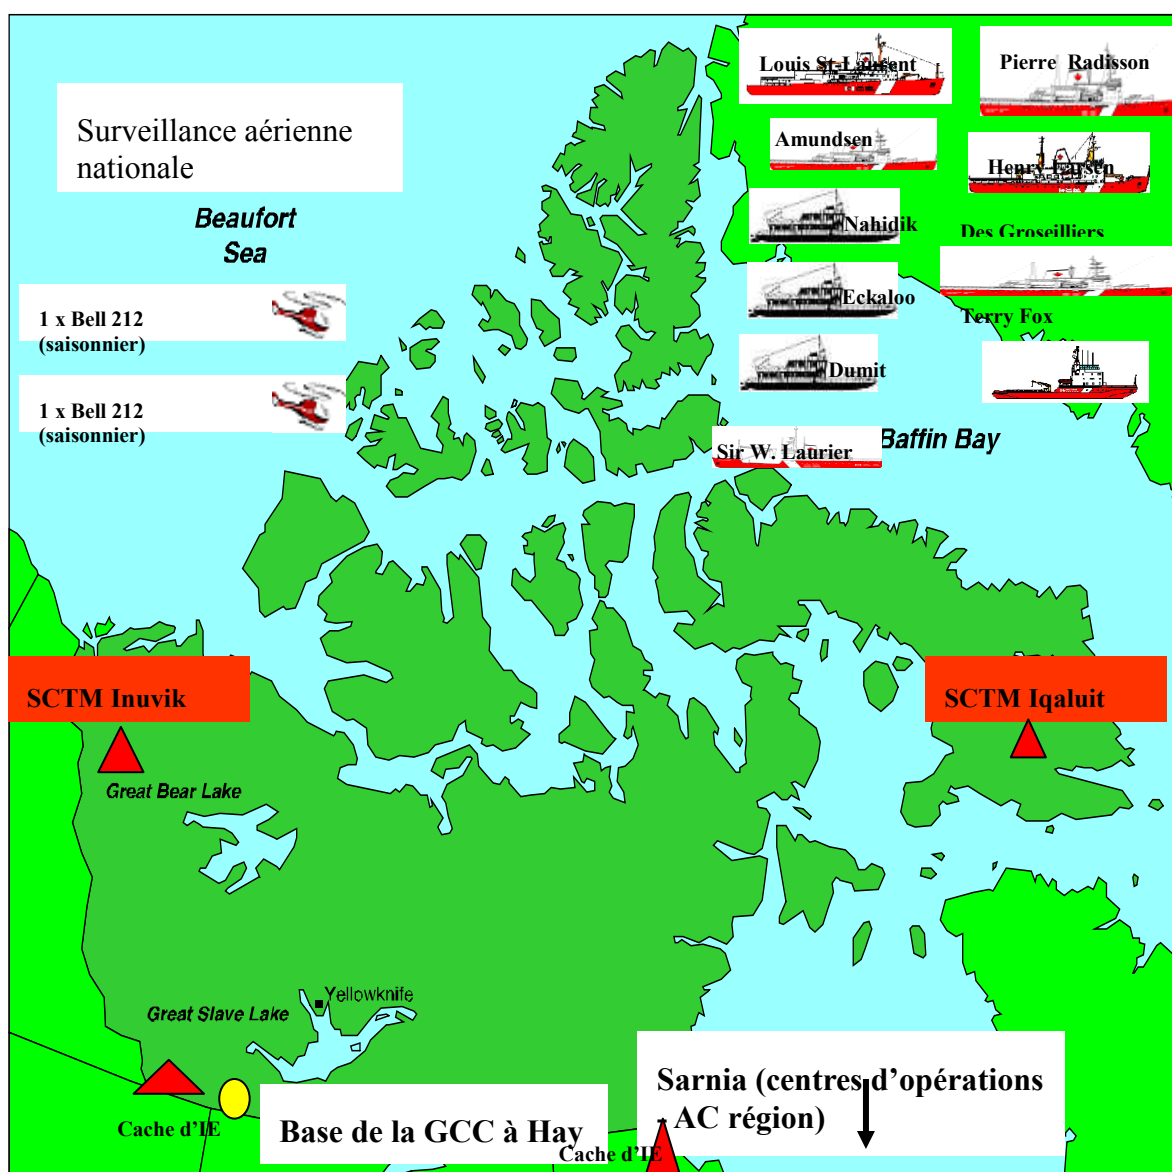 Louis St-Laurent
Pierre Radisson
Surveillance aérienne
nationale
Amundsen
Henry Larsen
Beaufort
Sea
Nahidik
Des Groseilliers
Eckaloo
1 x Bell 212
(saisonnier)
Terry Fox
Dumit
1 x Bell 212
(saisonnier)
Sir W. Laurier
Baffin Bay
SCTM Inuvik
SCTM Iqaluit
Great Bear Lake
Yellowknife
Great Slave Lake
Sarnia (centres d’opérations
- AC région)
Cache d’IE
Base de la GCC à Hay
Cache d’IE